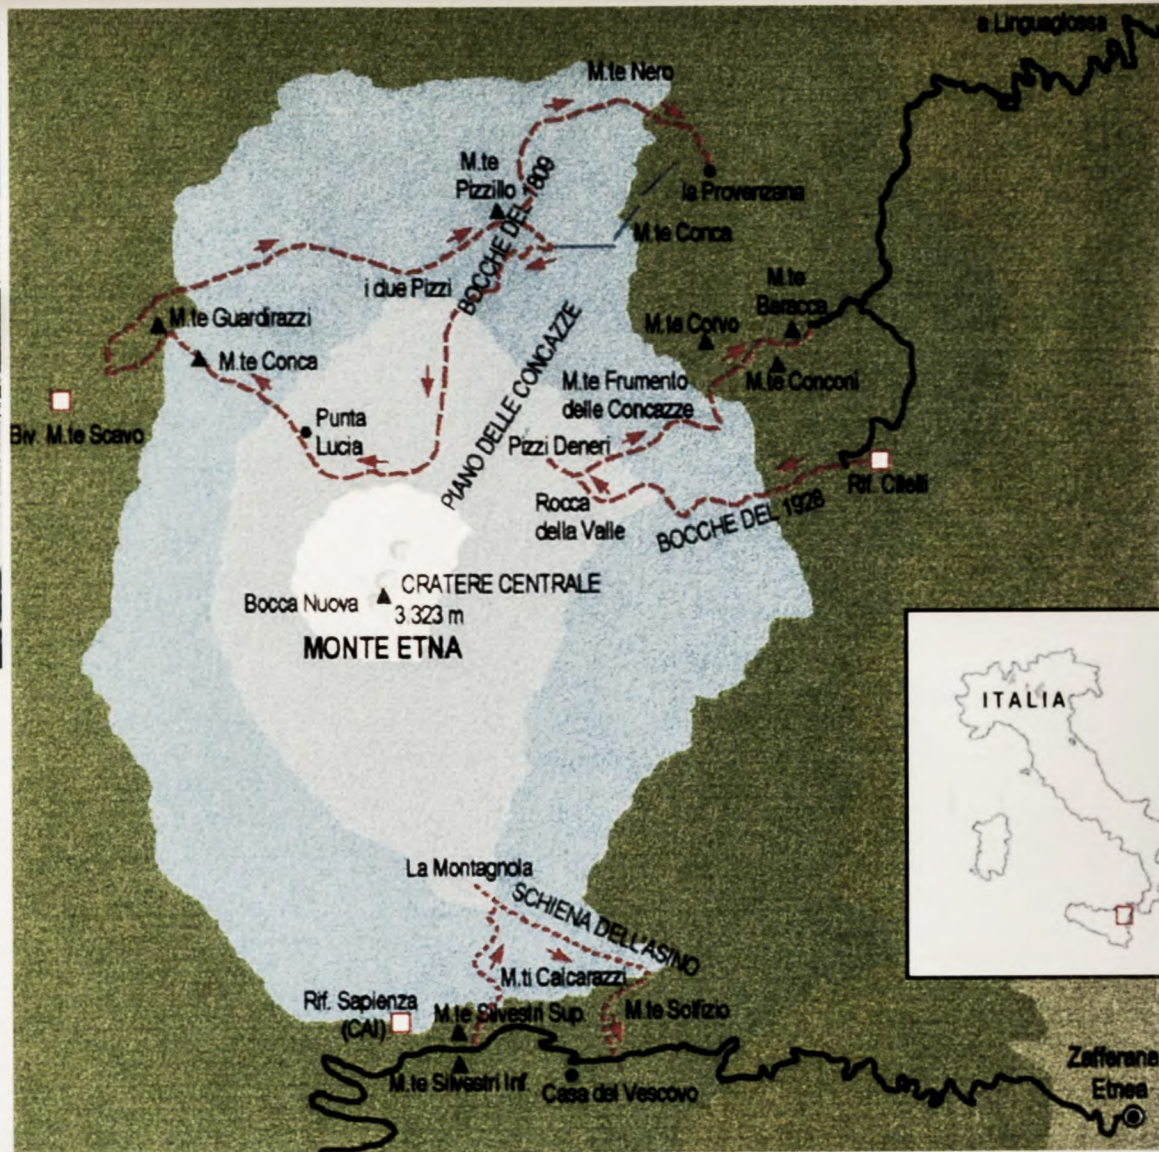 a Linguaglossa
M.te Nero
M.te
Pizzillo
BOCCHE DEL 1809
la Provenzana
M.te Conca
i due Pizzi
M.te
Baracca
M.te Guardirazzi
M.te Corvo
M.te Conca
M.te Conconi
M.te Frumento
delle Concazze
PIANO DELLE CONCAZZE
Biv. M.te Scavo
Punta
Lucia
Pizzi Deneri
Rif. Citelli
Rocca
della Valle
BOCCHE DEL 1928
CRATERE CENTRALE
Bocca Nuova
3.323 m
MONTE ETNA
ITALIA
La Montagnola
SCHIENA DELL'ASINO
M.ti Calcarazzi
Rif. Sapienza
(CAI)
M.te Silvestri Sup.
M.te Solfizio
M.te Silvestri Inf.
Casa del Vescovo
Zafferana
Etnea